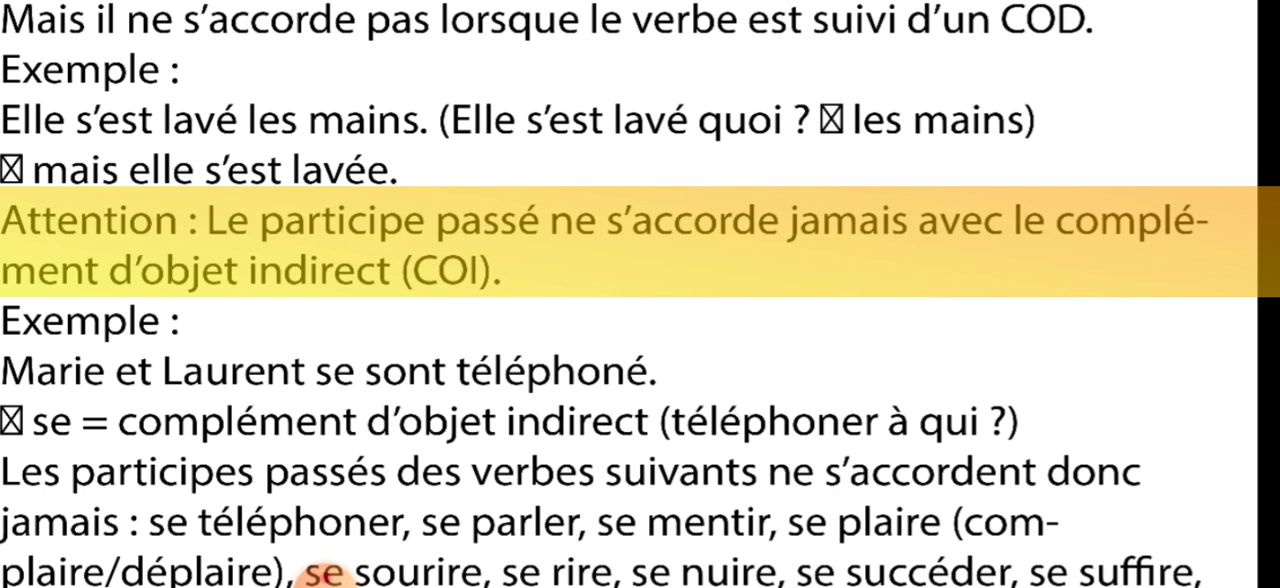 Mais il ne s’accorde pas lorsque le verbe est suivi d’un COD.
Exemple :
Elle s’est lavé les mains. (Elle s’est lavé quoi ? les mains)
mais elle s’est lavée.
Attention : Le participe passé ne s’accorde jamais avec le complé-
ment d’objet indirect (COI).
Exemple :
Marie et Laurent se sont téléphoné.
se = complément d’objet indirect (téléphoner à qui ?)
Les participes passés des verbes suivants ne s’accordent donc
jamais : se téléphoner, se parler, se mentir, se plaire (com-
plaire/déplaire), se sourire, se rire, se nuire, se succéder, se suffire,